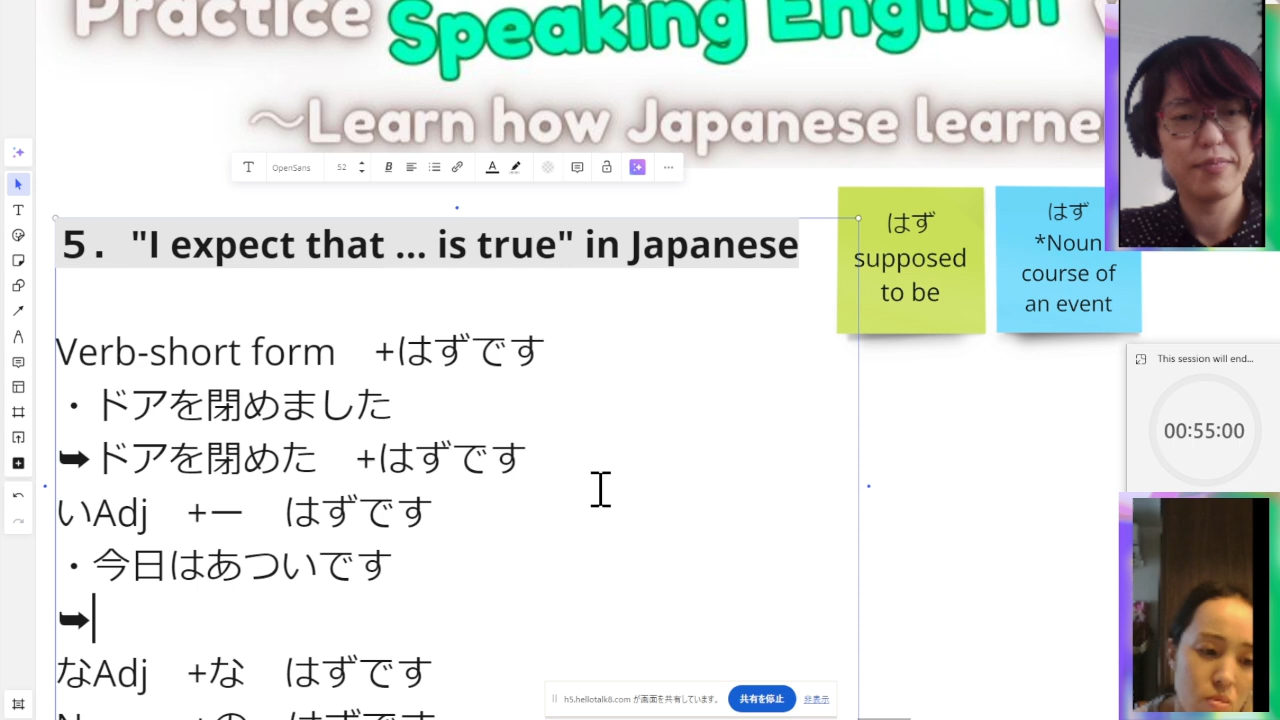 Practice Speaking English
～Learn how Japanese learne
OpenSans 52
5．"I expect that ... is true" in Japanese
はず
supposed
to be
はず
*Noun
course of
an event
Verb-short form　+はずです
・ドアを閉めました
➥ドアを閉めた　+はずです
いAdj　+ー　はずです
・今日はあついです
➥
なAdj　+な　はずです
This session will end...
00:55:00
h5.hellotalk8.com が画面を共有しています。
共有を停止
非表示